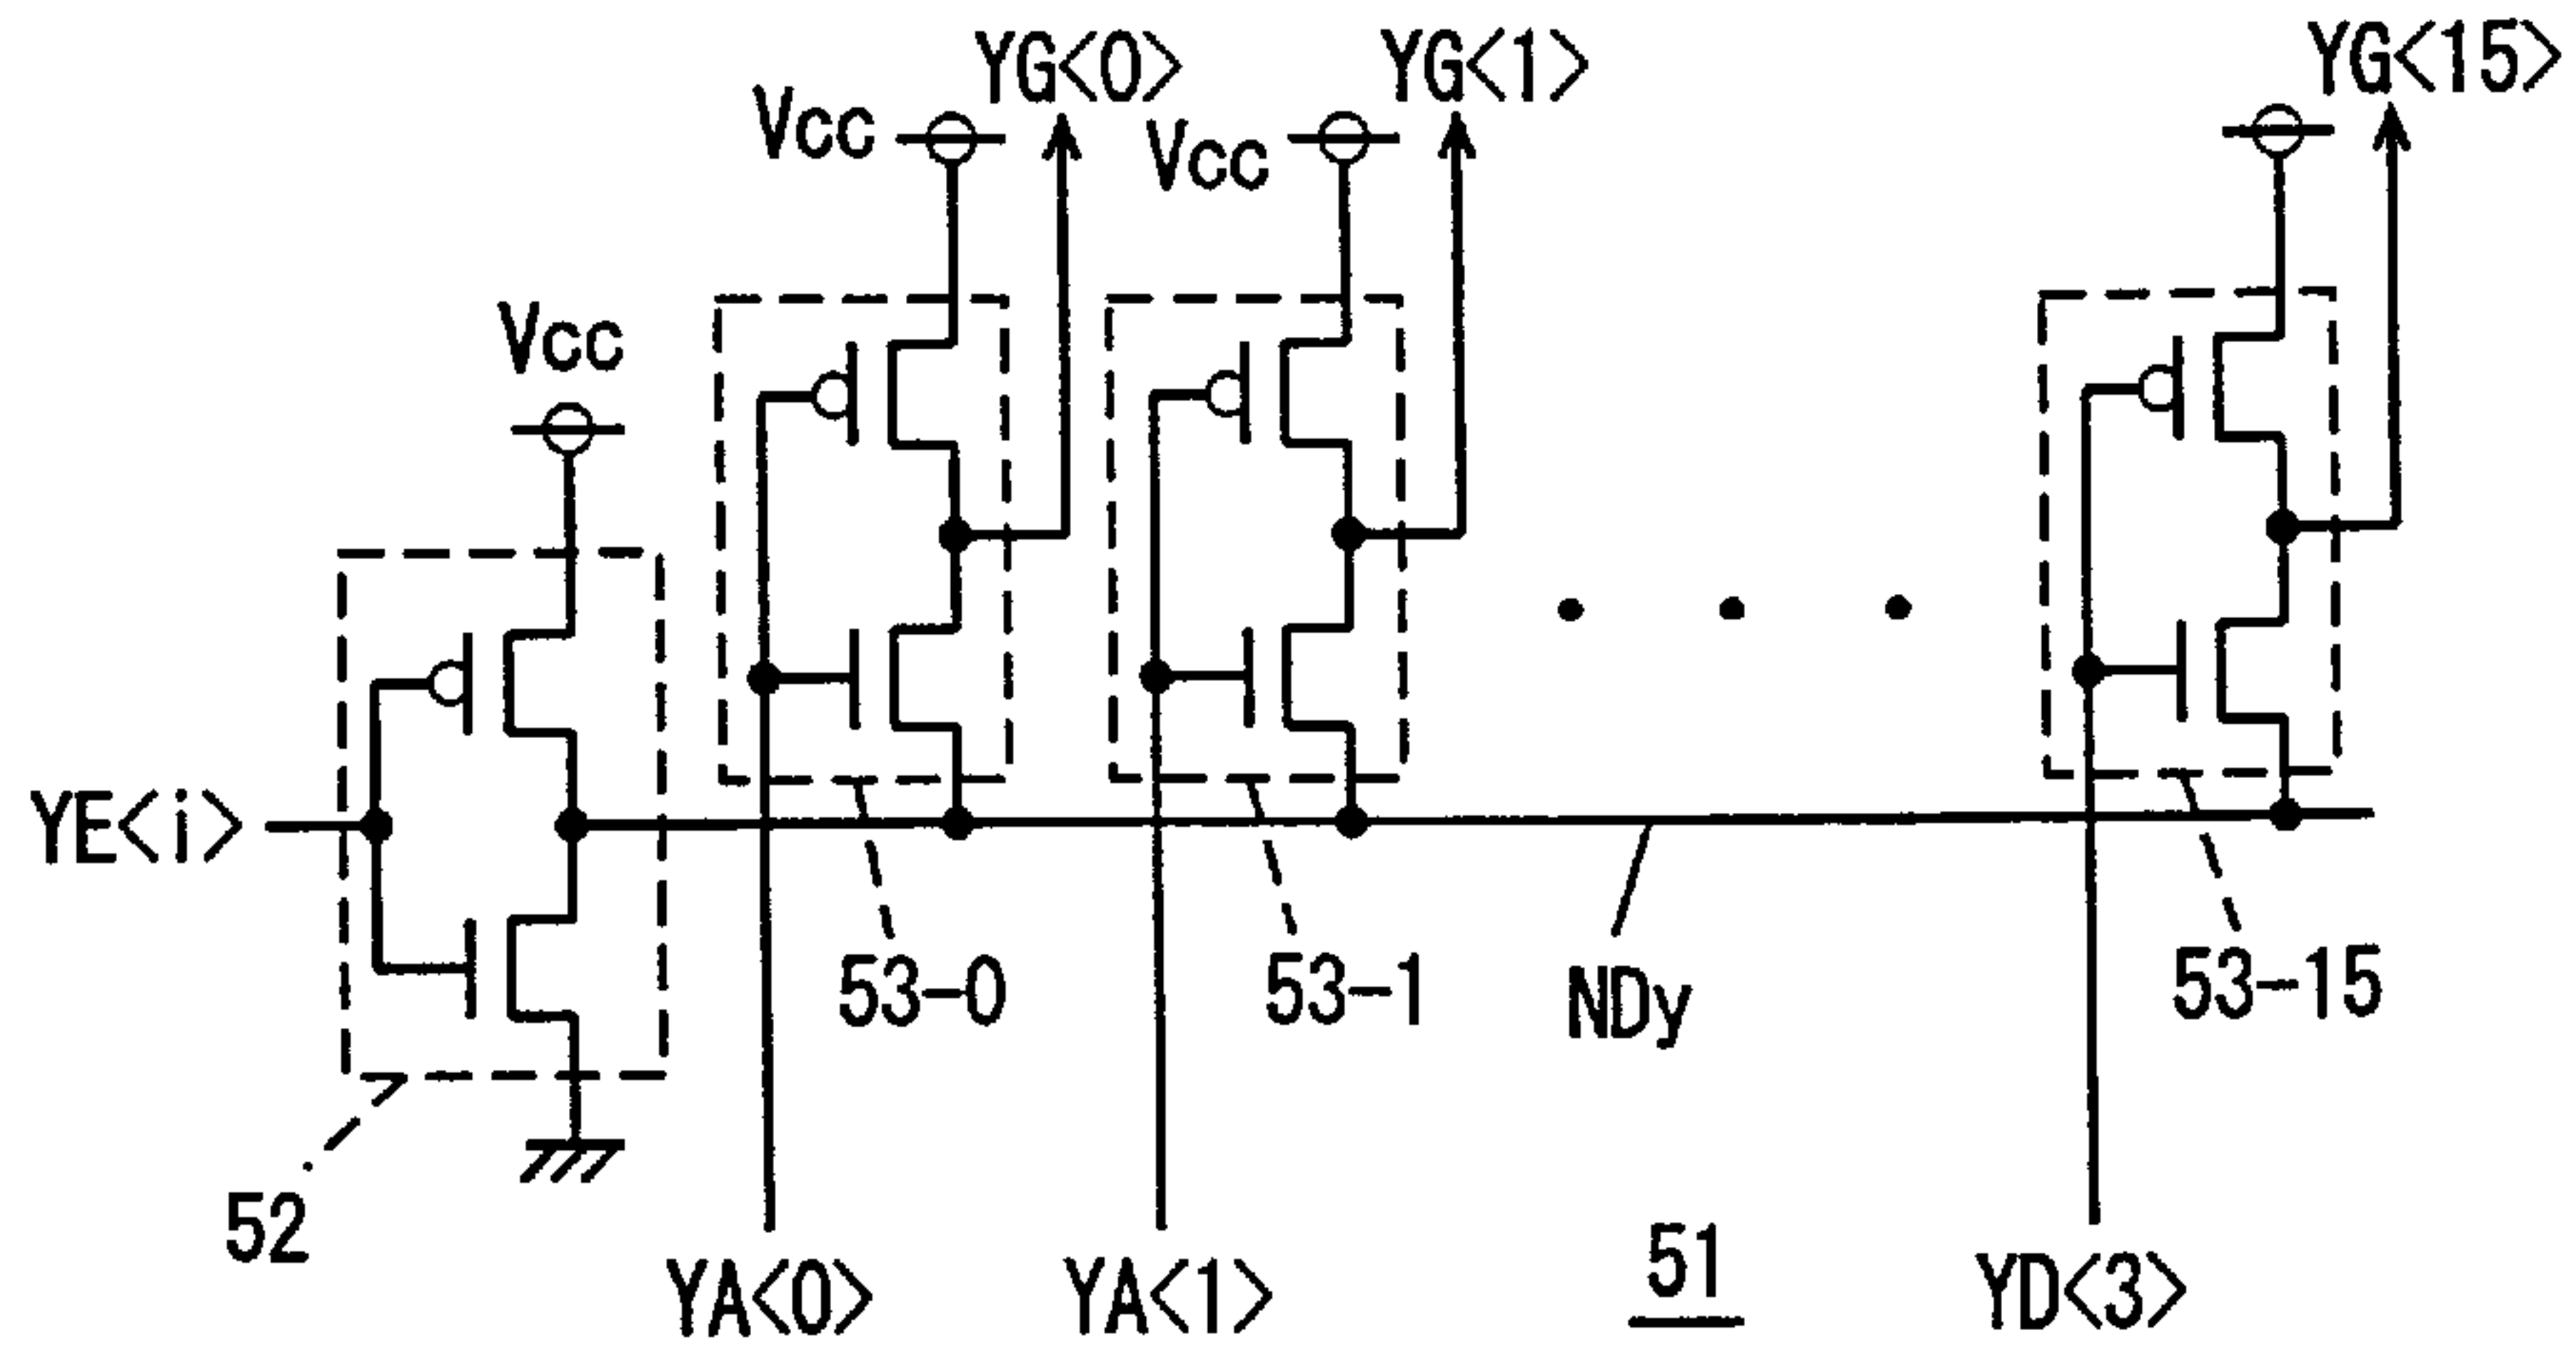 YG<0>
YG<1>
YG<15>
Vcc
Vcc
Vcc
YE<i>
53-0
53-1
NDy
53-15
52
YA<0>
YA<1>
51
YD<3>